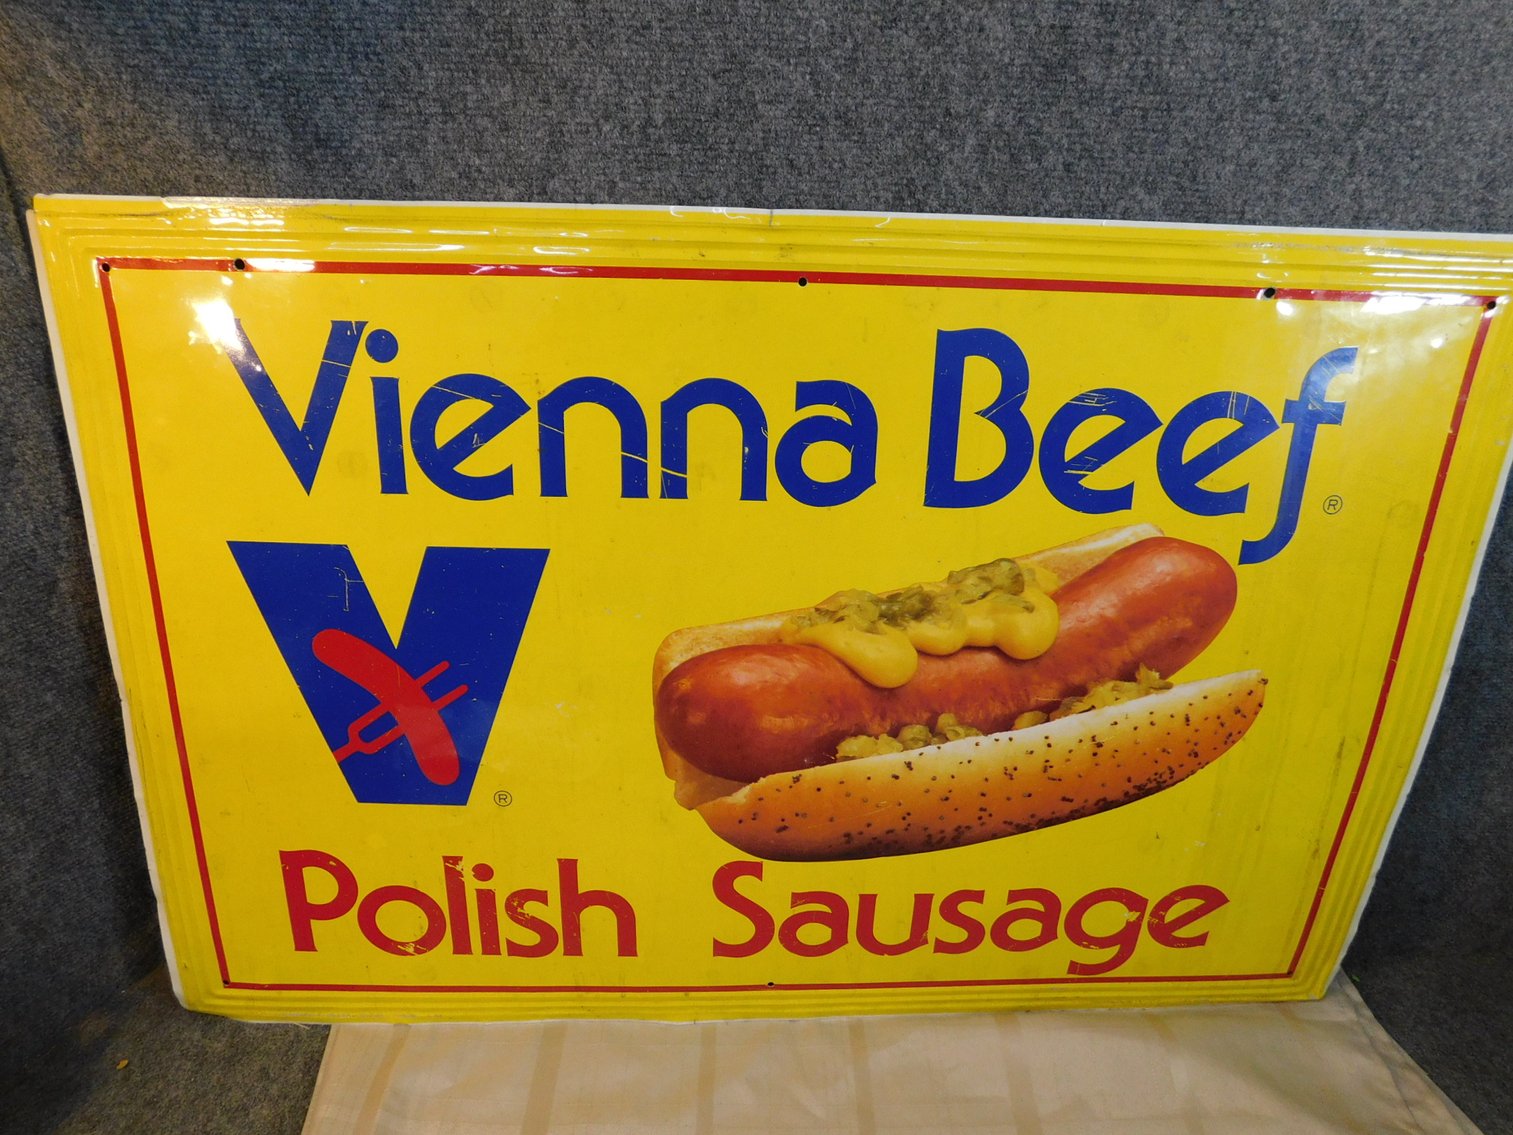 Vienna Beef ®
V ®
Polish Sausage